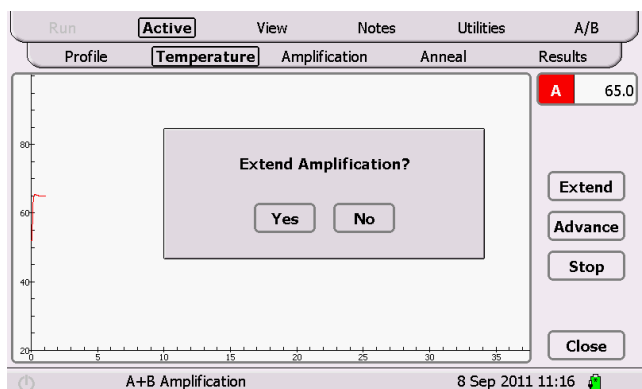 Run Active View Notes Utilities A/B
Profile Temperature Amplification Anneal Results
A 65.0
80
Extend Amplification?
Extend
60
Yes No
Advance
Stop
40
Close
20
0 5 10 15 20 25 30 35
A+B Amplification 8 Sep 2011 11:16